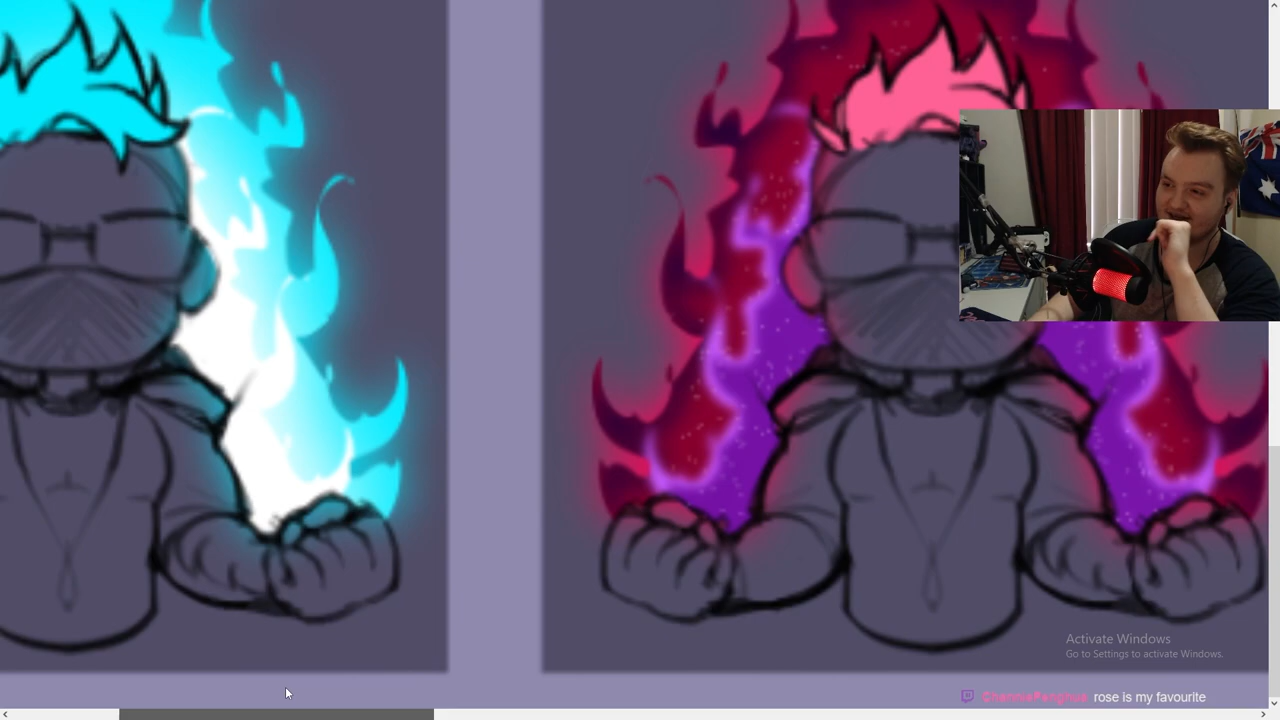 Activate Windows
Go to Settings to activate Windows.
rose is my favourite